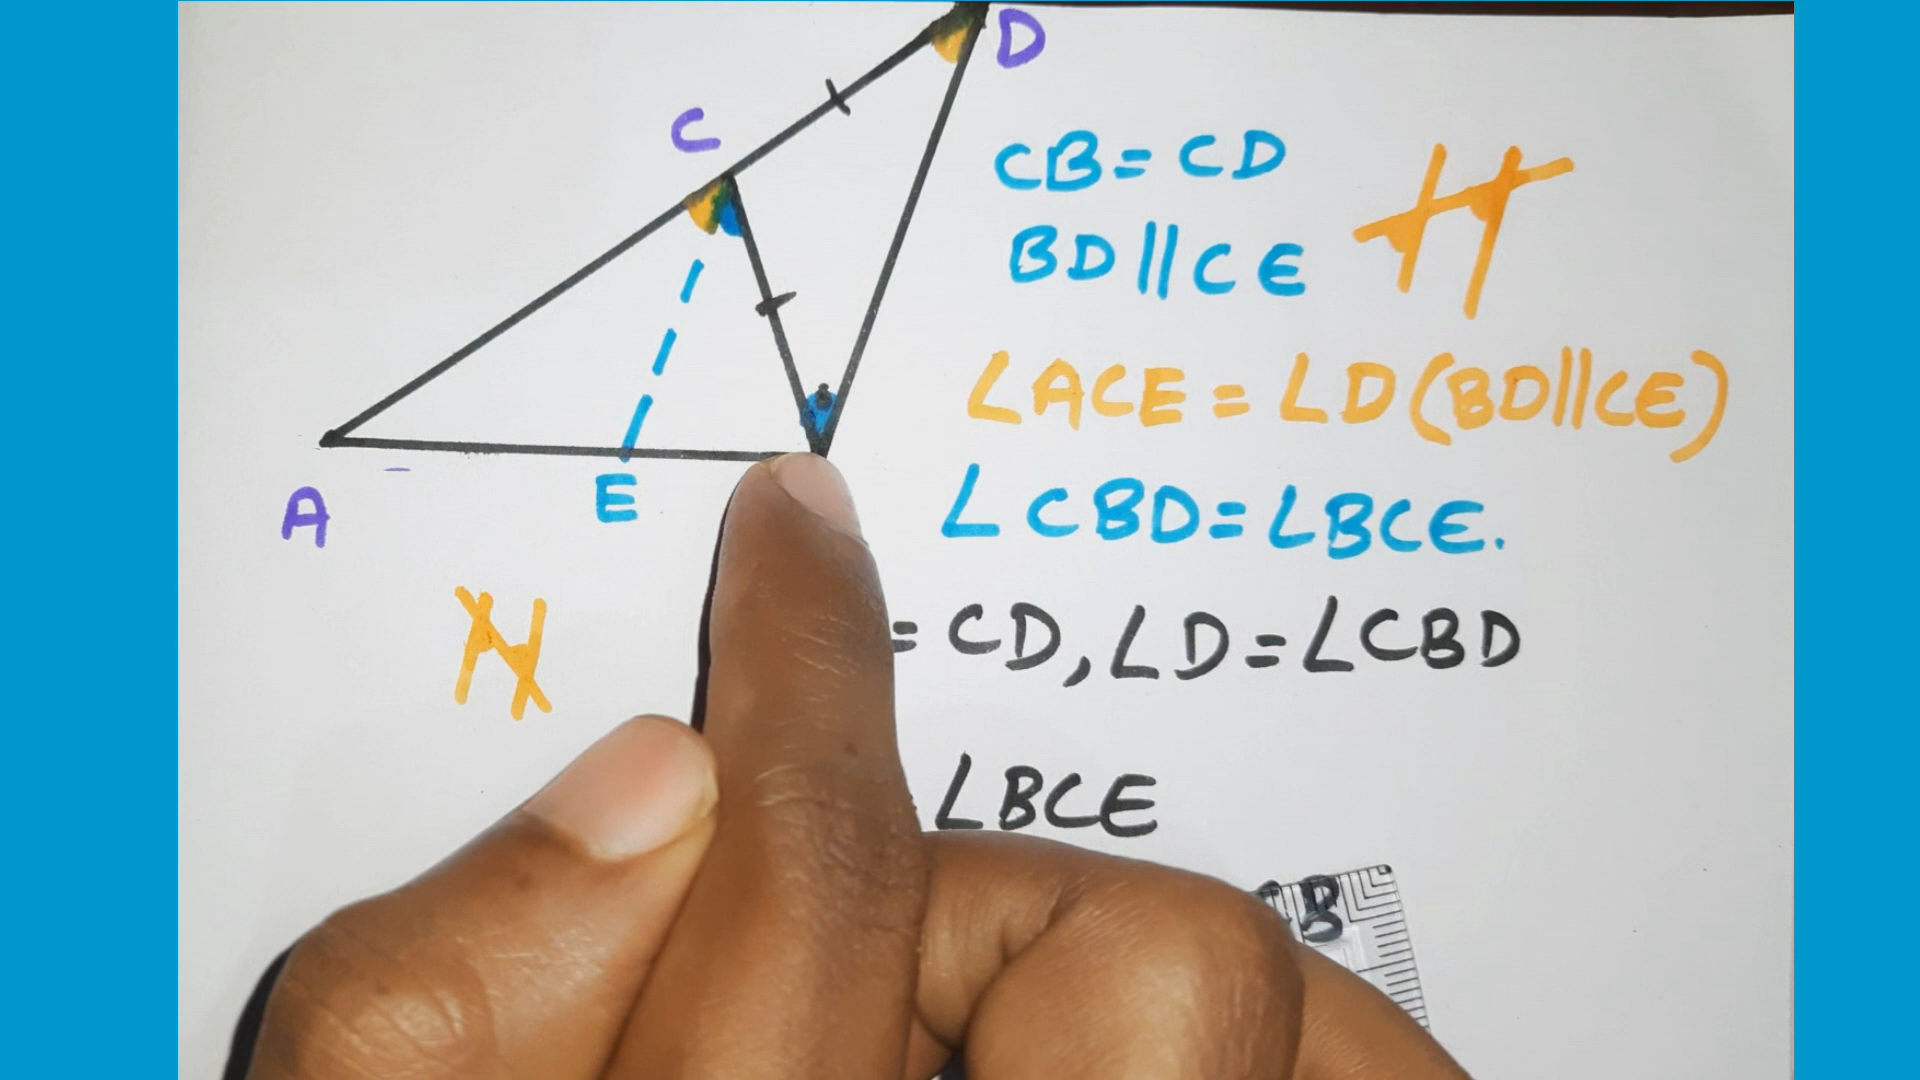 D
C
CB = CD
BD || CE
∠ACE = ∠D (BD || CE)
A
E
∠CBD = ∠BCE.
= CD, ∠D = ∠CBD
∠BCE
B